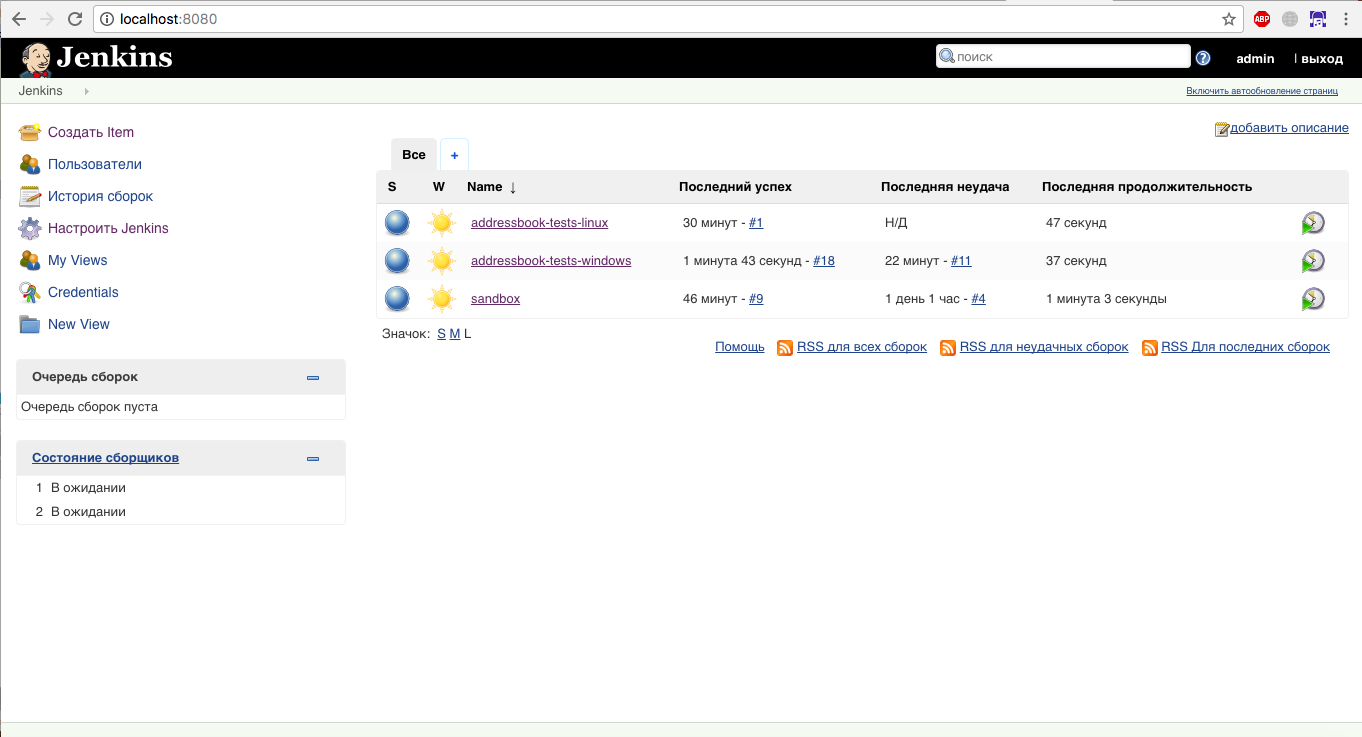 localhost:8080
ABP
Jenkins
поиск
admin | выход
Jenkins
Включить автообновление страниц
Создать Item
Пользователи
История сборок
Настроить Jenkins
My Views
Credentials
New View
Очередь сборок
Очередь сборок пуста
Состояние сборщиков
1 В ожидании
2 В ожидании
добавить описание
Все +
S W Name ↓ Последний успех Последняя неудача Последняя продолжительность
addressbook-tests-linux 30 минут - #1 Н/Д 47 секунд
addressbook-tests-windows 1 минута 43 секунд - #18 22 минут - #11 37 секунд
sandbox 46 минут - #9 1 день 1 час - #4 1 минута 3 секунды
Значок: S M L
Помощь RSS для всех сборок RSS для неудачных сборок RSS Для последних сборок